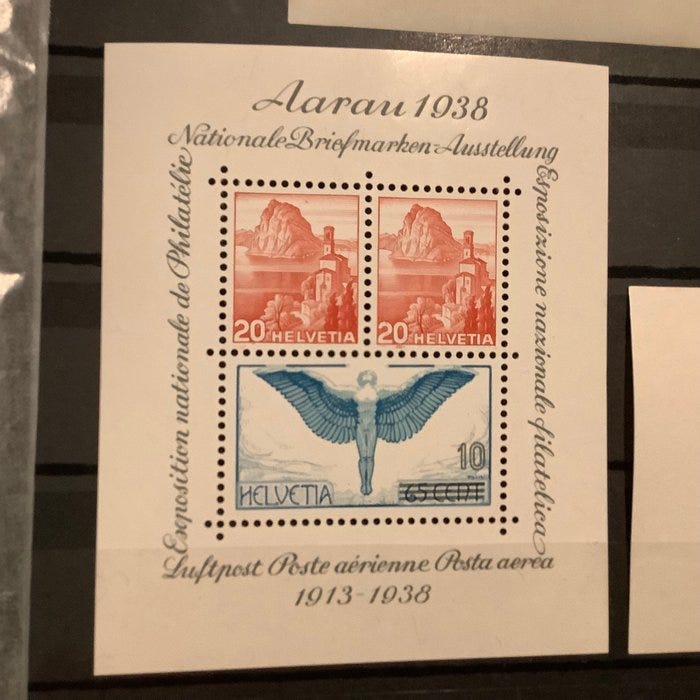 Aarau 1938
Nationale Briefmarken-Ausstellung
Exposition nationale de Philatélie
Esposizione nazionale filatelica
20 HELVETIA
20 HELVETIA
10
HELVETIA
65 CENT
Luftpost Poste aérienne Posta aerea
1913-1938